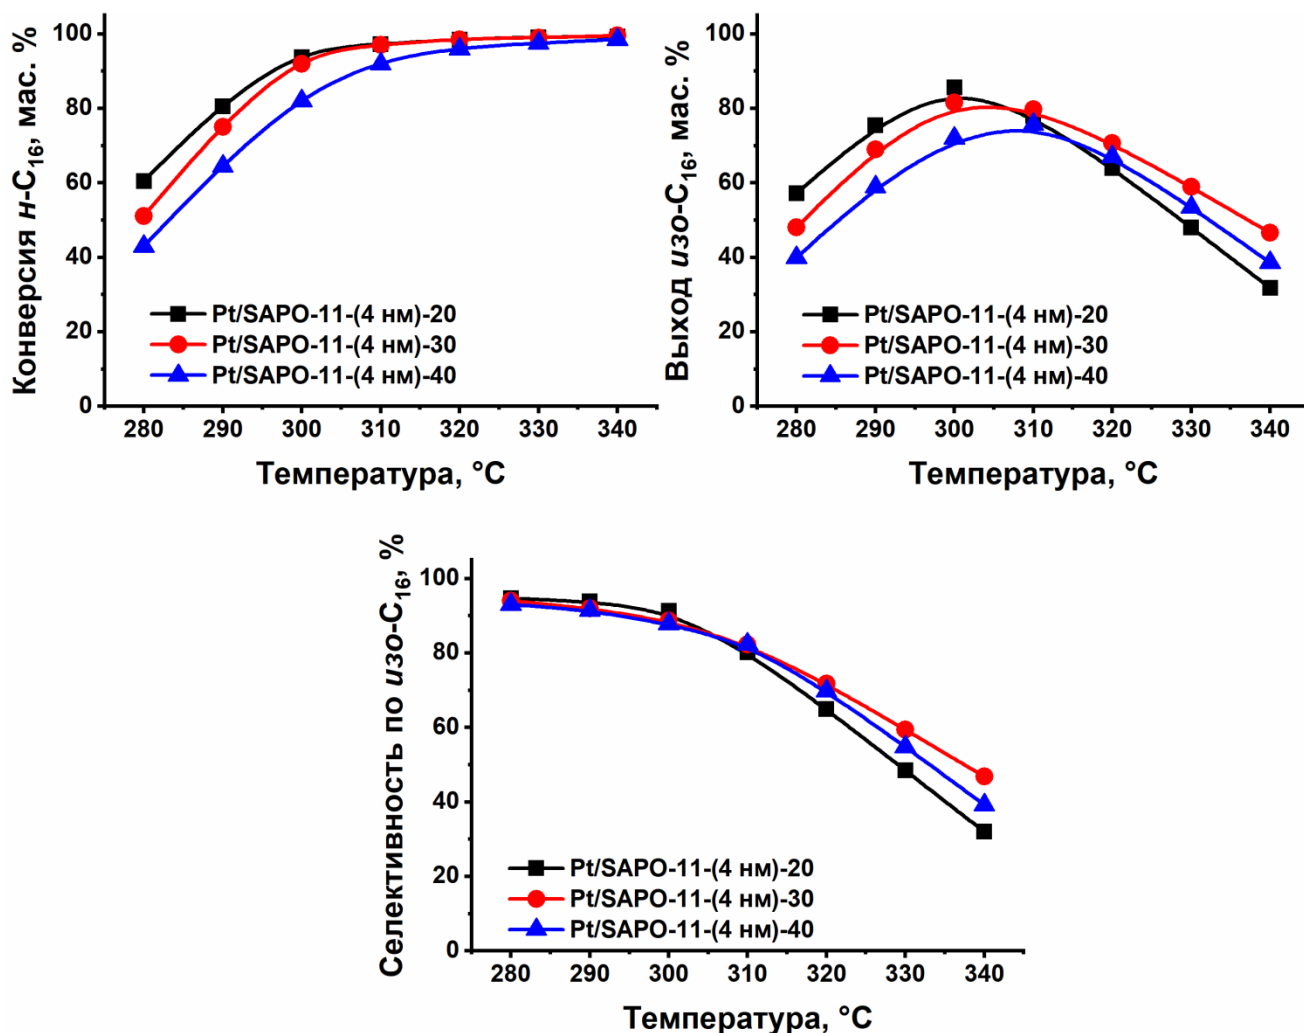 Конверсия н-C16, мас. %
100
80
60
40
20
0
Pt/SAPO-11-(4 нм)-20
Pt/SAPO-11-(4 нм)-30
Pt/SAPO-11-(4 нм)-40
280 290 300 310 320 330 340
Температура, °C
Выход изо-C16, мас. %
100
80
60
40
20
0
Pt/SAPO-11-(4 нм)-20
Pt/SAPO-11-(4 нм)-30
Pt/SAPO-11-(4 нм)-40
280 290 300 310 320 330 340
Температура, °C
Селективность по изо-C16, %
100
80
60
40
20
0
Pt/SAPO-11-(4 нм)-20
Pt/SAPO-11-(4 нм)-30
Pt/SAPO-11-(4 нм)-40
280 290 300 310 320 330 340
Температура, °C